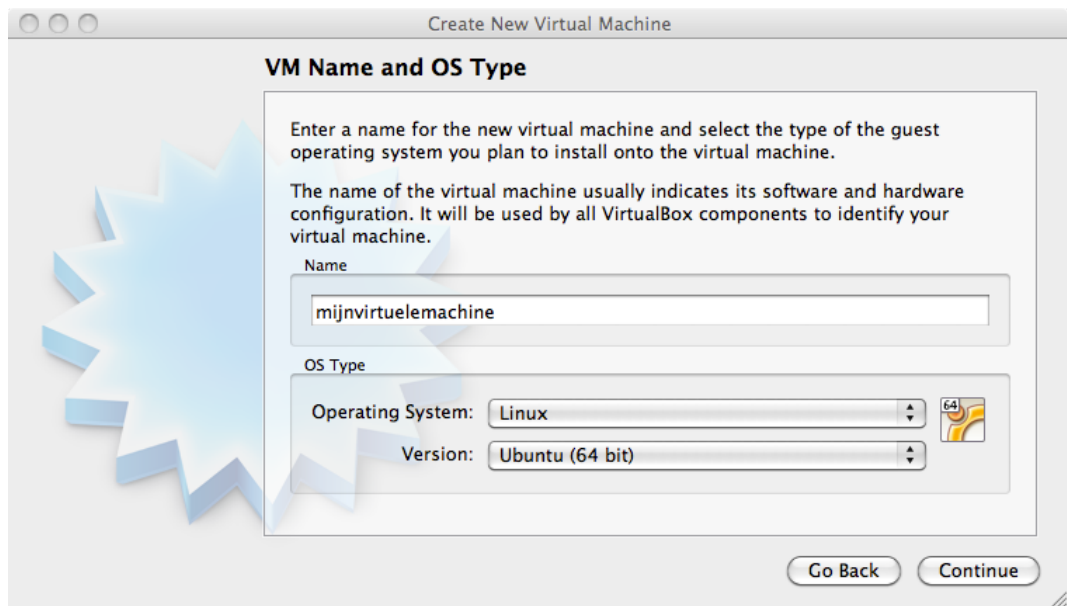 Create New Virtual Machine
VM Name and OS Type
Enter a name for the new virtual machine and select the type of the guest
operating system you plan to install onto the virtual machine.
The name of the virtual machine usually indicates its software and hardware
configuration. It will be used by all VirtualBox components to identify your
virtual machine.
Name
mijnvirtuelemachine
OS Type
Operating System: Linux
64
Version: Ubuntu (64 bit)
Go Back Continue